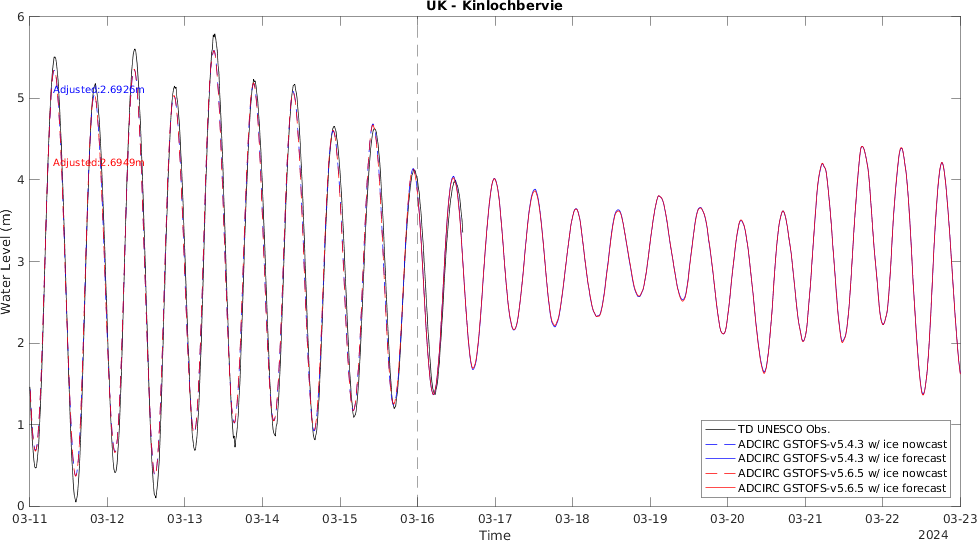 UK - Kinlochbervie
Water Level (m)
6
5
4
3
2
1
0
Adjusted:2.6926m
Adjusted:2.6949m
TD UNESCO Obs.
ADCIRC GSTOFS-v5.4.3 w/ ice nowcast
ADCIRC GSTOFS-v5.4.3 w/ ice forecast
ADCIRC GSTOFS-v5.6.5 w/ ice nowcast
ADCIRC GSTOFS-v5.6.5 w/ ice forecast
03-11 03-12 03-13 03-14 03-15 03-16 03-17 03-18 03-19 03-20 03-21 03-22 03-23
Time
2024